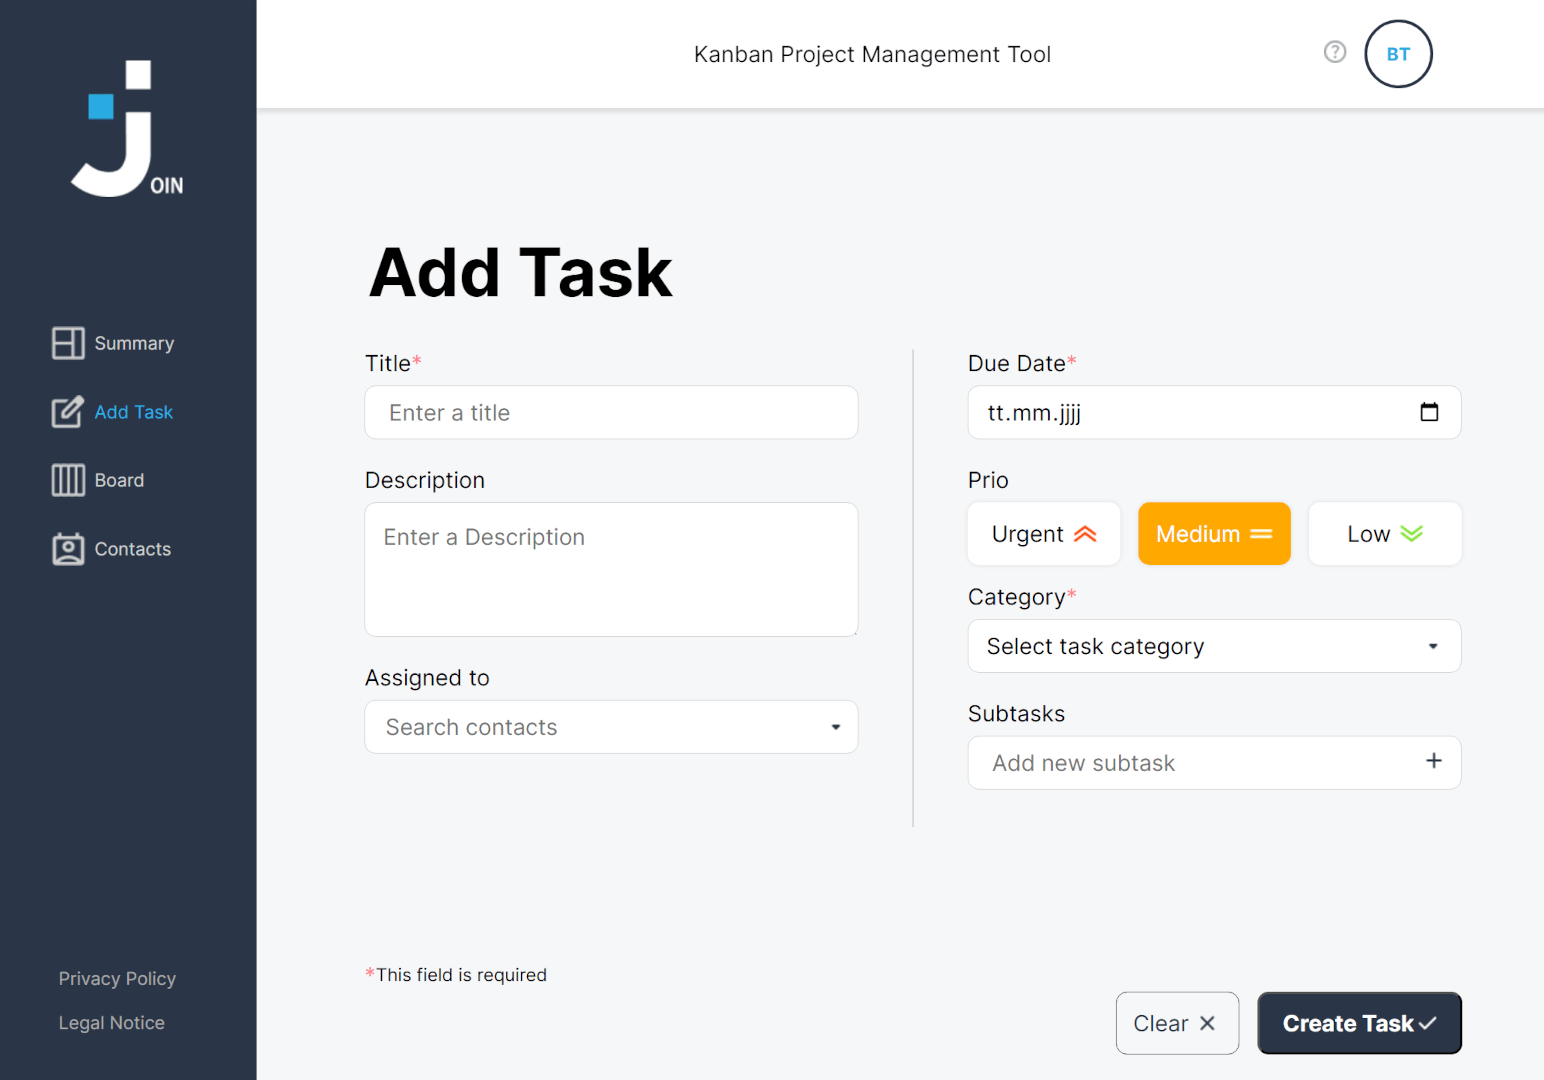 OIN
Summary
Add Task
Board
Contacts
Privacy Policy
Legal Notice
Kanban Project Management Tool
BT
Add Task
Title*
Enter a title
Description
Enter a Description
Assigned to
Search contacts
Due Date*
tt.mm.jjjj
Prio
Urgent
Medium
Low
Category*
Select task category
Subtasks
Add new subtask
*This field is required
Clear
Create Task